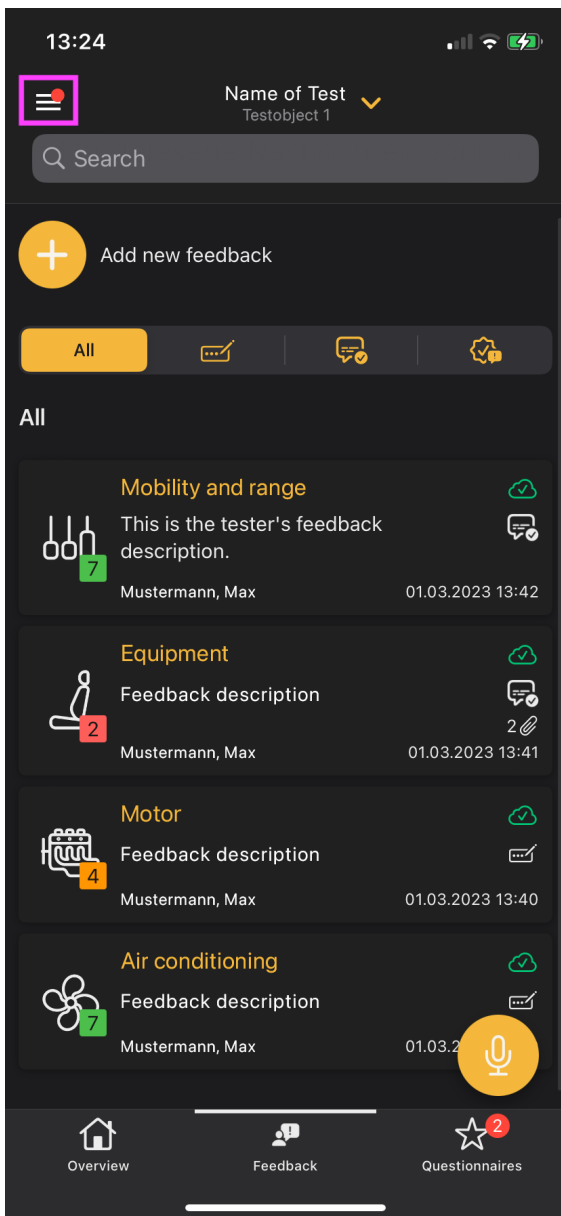 13:24
Name of Test
Testobject 1
Search
Add new feedback
All
All
Mobility and range
This is the tester's feedback
description.
7
Mustermann, Max 01.03.2023 13:42
Equipment
Feedback description
2
2
Mustermann, Max 01.03.2023 13:41
Motor
Feedback description
4
Mustermann, Max 01.03.2023 13:40
Air conditioning
Feedback description
7
Mustermann, Max 01.03.2
2
Overview Feedback Questionnaires